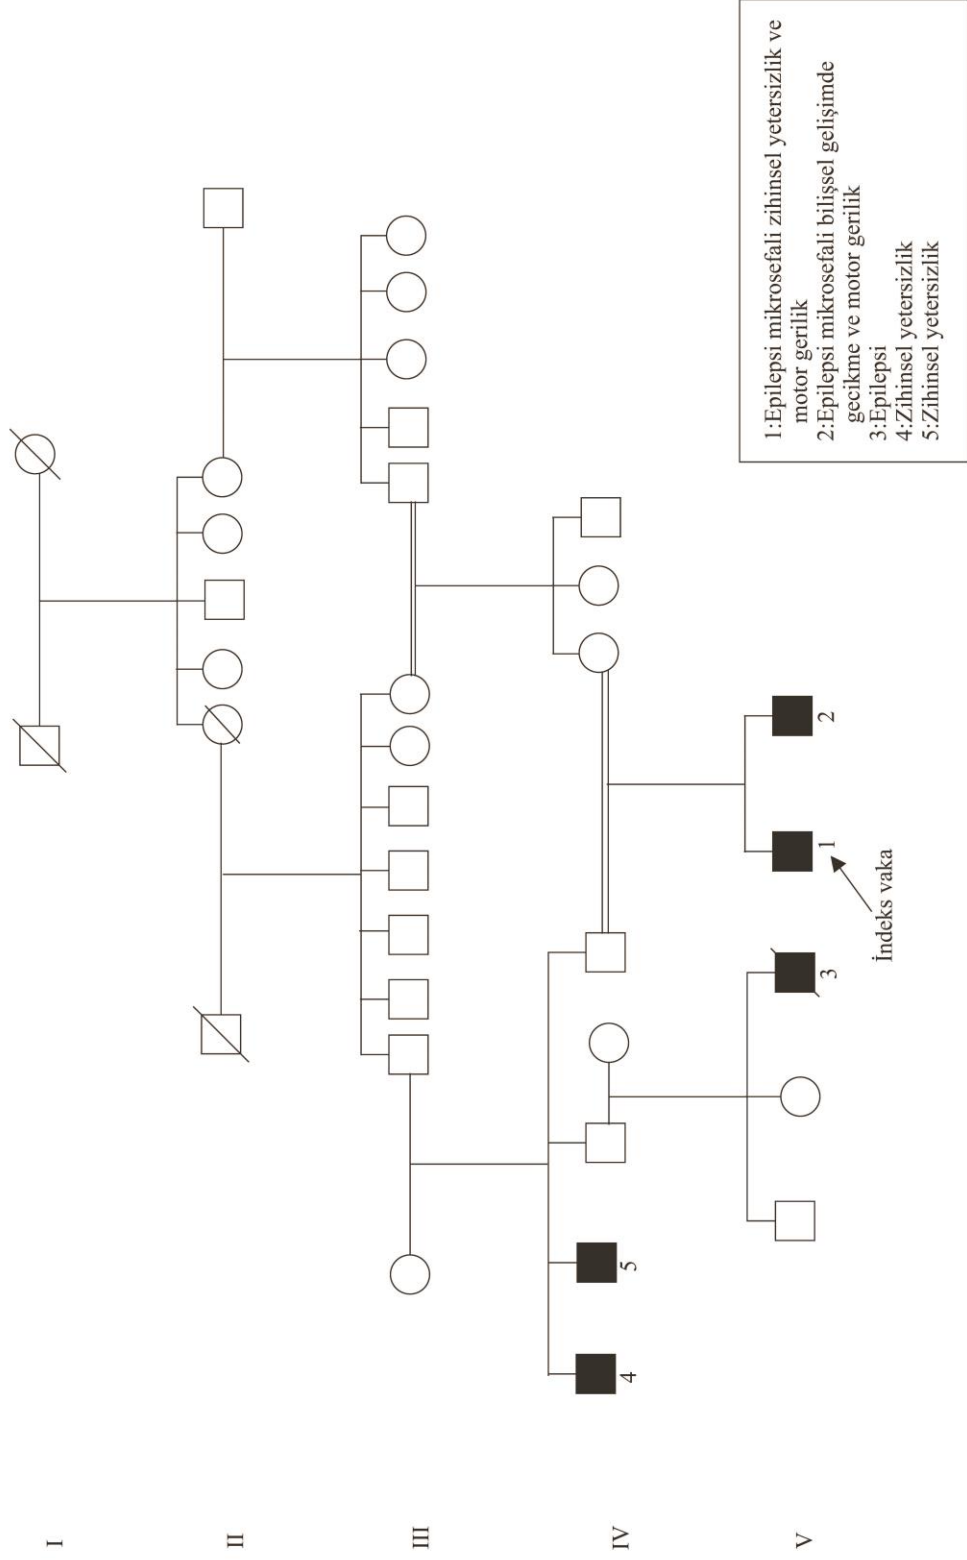 I
II
III
IV
V
4
5
3
1
2
İndeks vaka
1:Epilepsi mikrosefali zihinsel yetersizlik ve
motor gerilik
2:Epilepsi mikrosefali bilişsel gelişimde
gecikme ve motor gerilik
3:Epilepsi
4:Zihinsel yetersizlik
5:Zihinsel yetersizlik